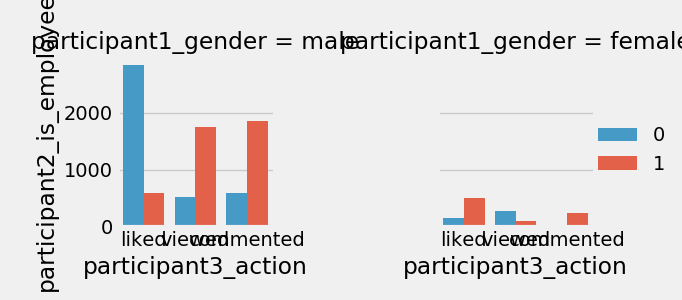 participant1_gender = male
participant1_gender = female
participant2_is_employee
2000
1000
0
0
1
liked
viewed
commented
liked
viewed
commented
participant3_action
participant3_action